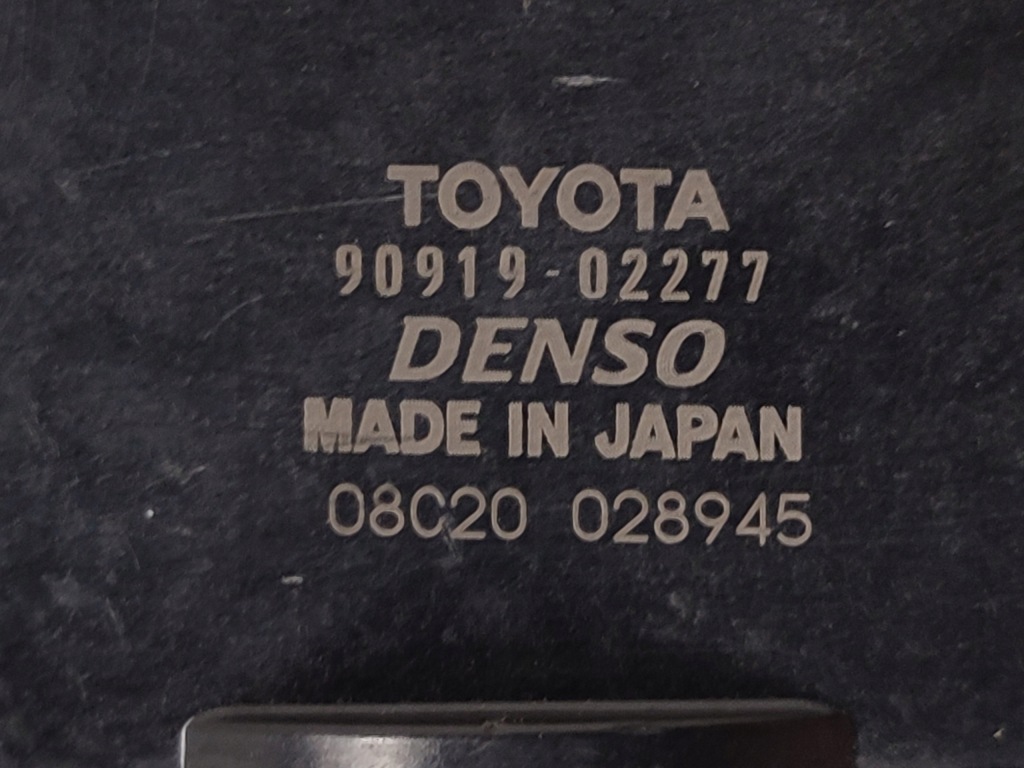 TOYOTA
90919-02277
DENSO
MADE IN JAPAN
08C20 028945